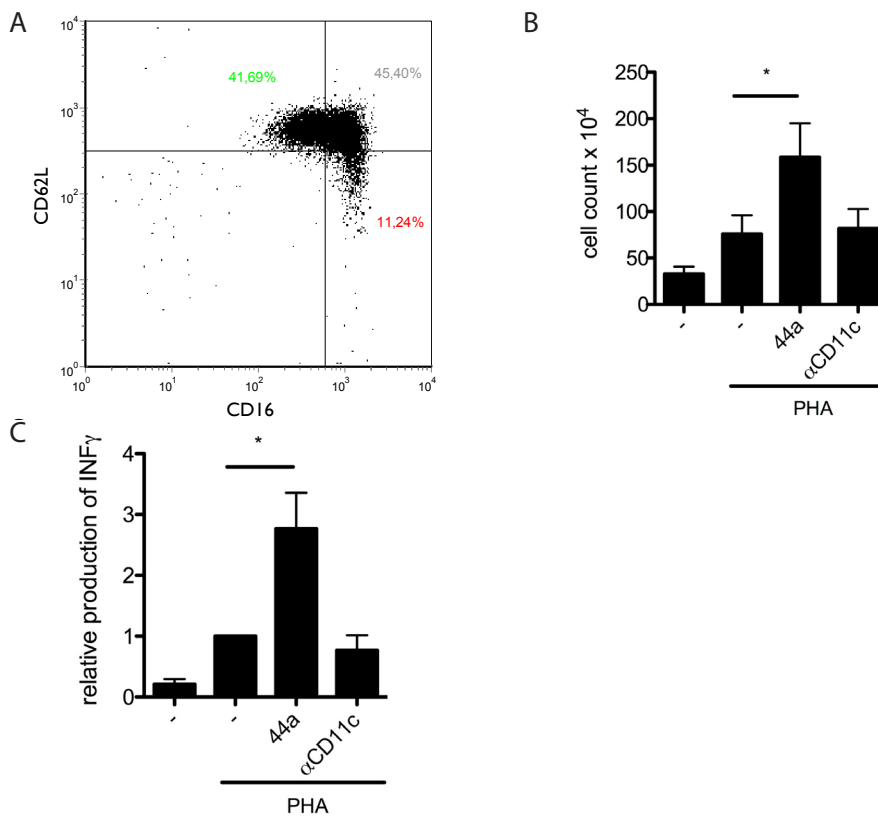 A
10⁴
10³
10²
10¹
10⁰
CD62L
41,69%
45,40%
11,24%
10⁰ 10¹ 10² 10³ 10⁴
CD16
B
*
250
200
150
100
50
0
cell count x 10⁴
- - 44a αCD11c
PHA
C
*
4
3
2
1
0
relative production of INFγ
- - 44a αCD11c
PHA